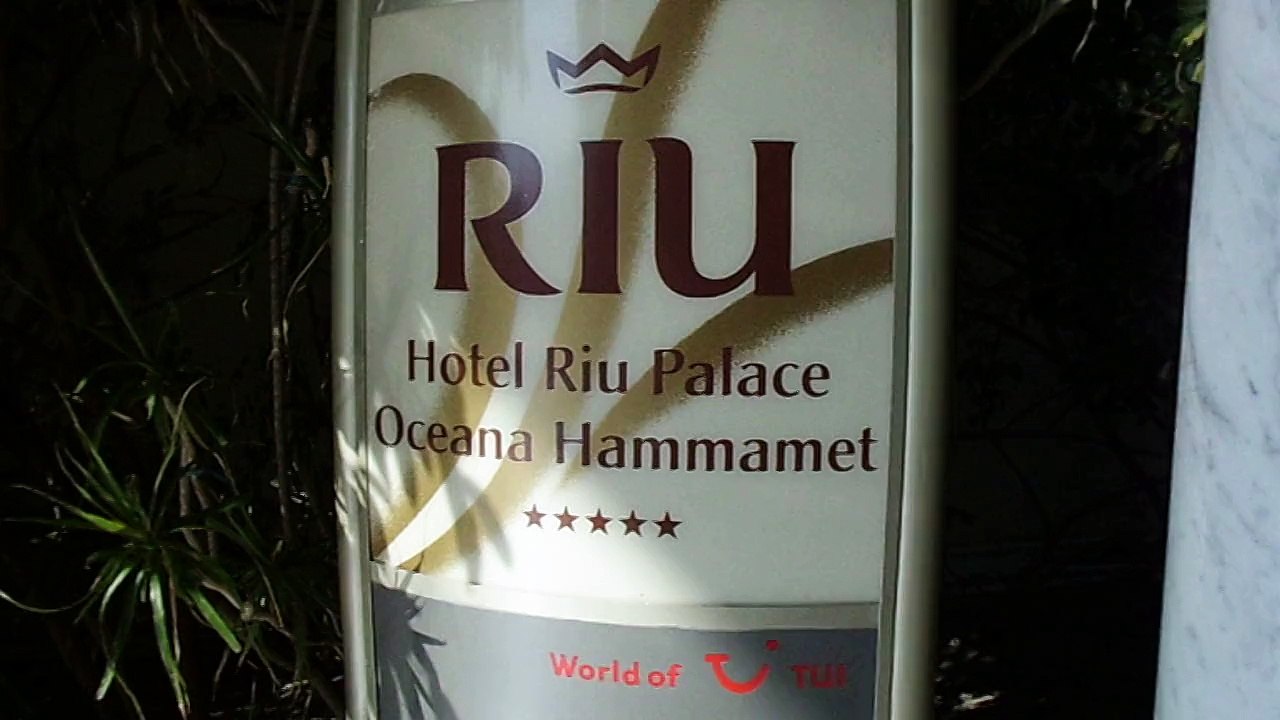 RIU
Hotel Riu Palace
Oceana Hammamet
World of TUI